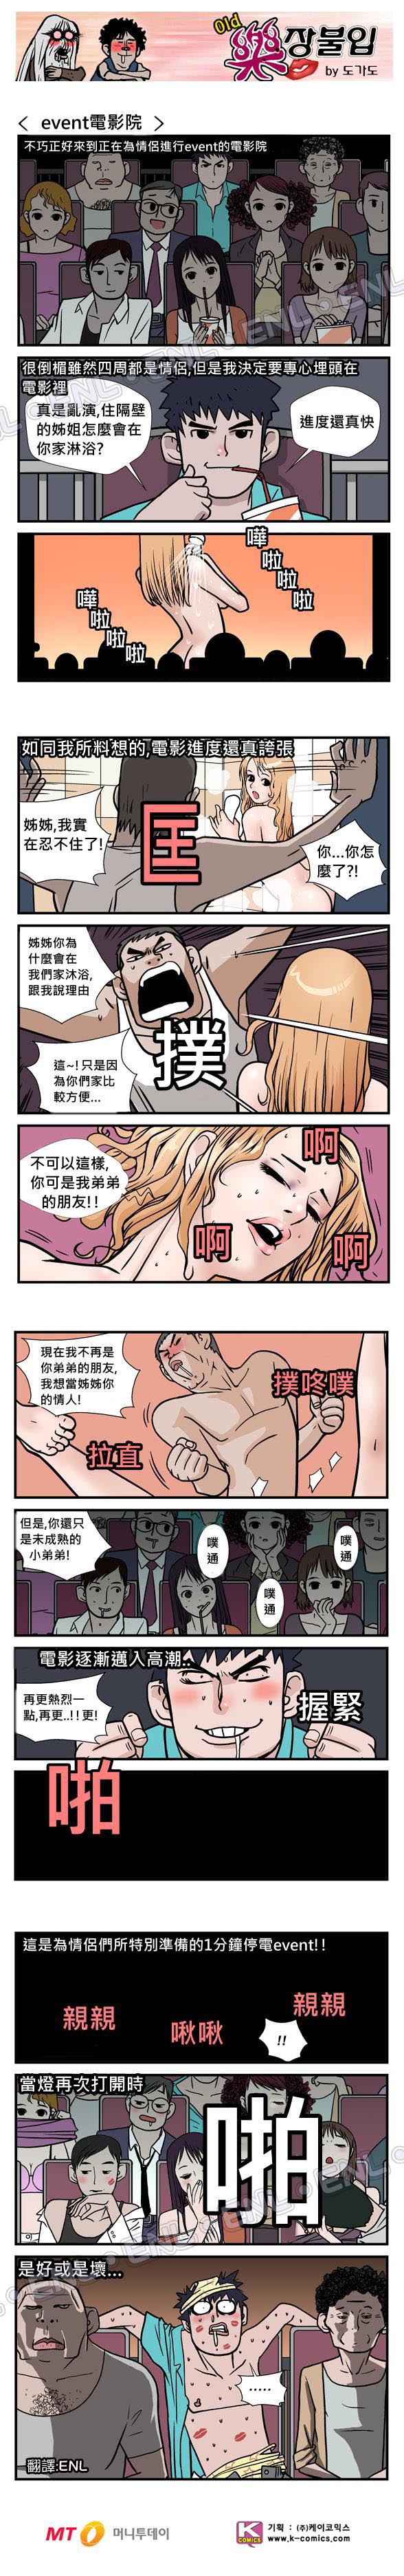 Old
樂장불입
by 도가도
< event電影院 >
不巧正好來到正在為情侶進行event的電影院
很倒楣雖然四周都是情侶,但是我決定要專心埋頭在
電影裡
真是亂演,住隔壁
的姊姐怎麼會在
你家淋浴?
進度還真快
嘩
啦
啦
啦
嘩
啦
啦
啦
如同我所料想的,電影進度還真誇張
姊姊,我實
在忍不住了!
匡
你...你怎
麼了?!
姊姊你為
什麼會在
我們家沐浴,
跟我說理由
撲
這~! 只是因
為你們家比
較方便...
不可以這樣,
你可是我弟弟
的朋友!!
啊
啊
啊
現在我不再是
你弟弟的朋友,
我想當姊姊你
的情人!
撲咚噗
拉直
但是,你還只
是未成熟的
小弟弟!
噗
通
噗
通
噗
通
電影逐漸邁入高潮..
再更熱烈一
點,再更..!!更!
握緊
啪
這是為情侶們所特別準備的1分鐘停電event!!
親親
啾啾
親親
!!
當燈再次打開時
啪
是好或是壞...
.....
翻譯:ENL
MT 머니투데이
K COMICS
기획 : (주)케이코믹스
www.k-comics.com